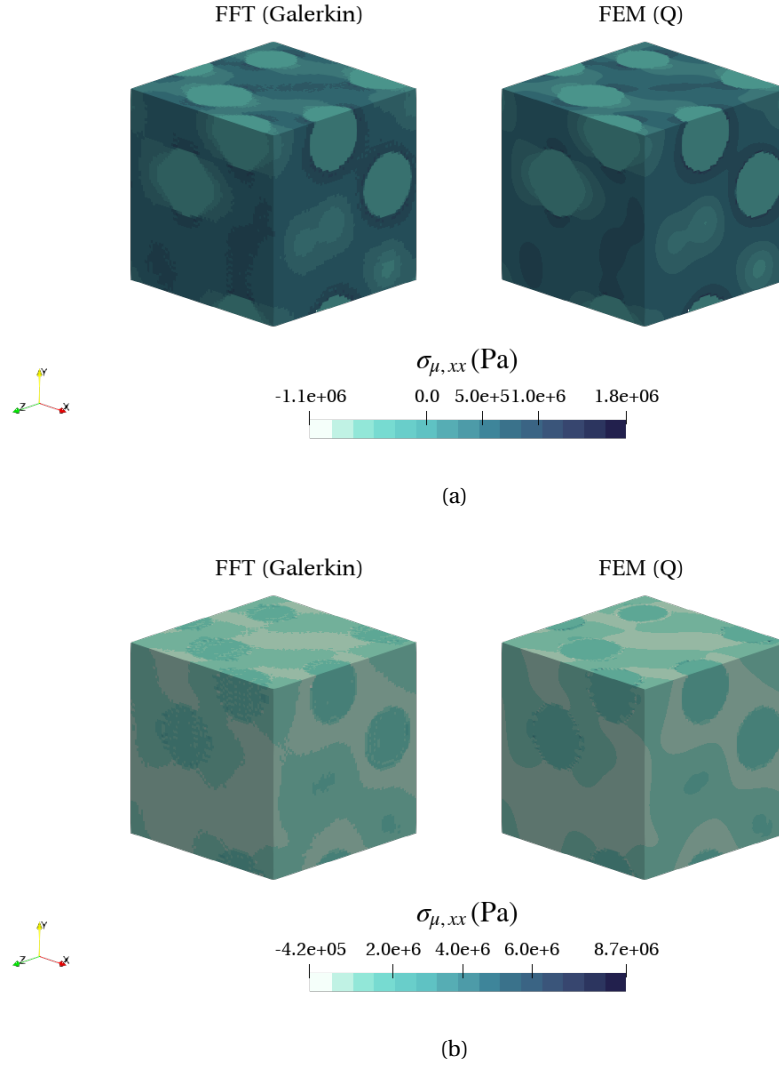 FFT (Galerkin) FEM (Q)
σμ,xx (Pa)
-1.1e+06 0.0 5.0e+51.0e+06 1.8e+06
Y
Z X
(a)
FFT (Galerkin) FEM (Q)
σμ,xx (Pa)
-4.2e+05 2.0e+6 4.0e+6 6.0e+6 8.7e+06
Y
Z X
(b)